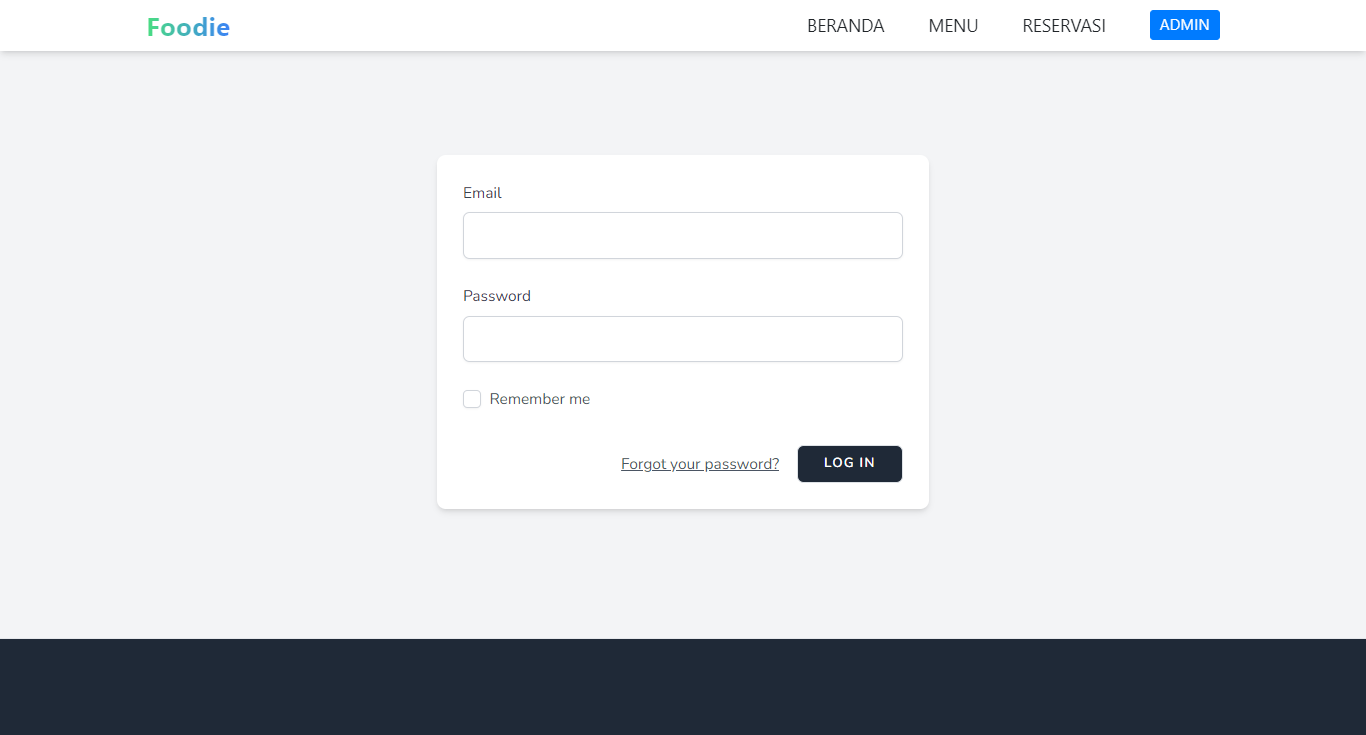 Foodie BERANDA MENU RESERVASI ADMIN
Email
Password
Remember me
Forgot your password? LOG IN